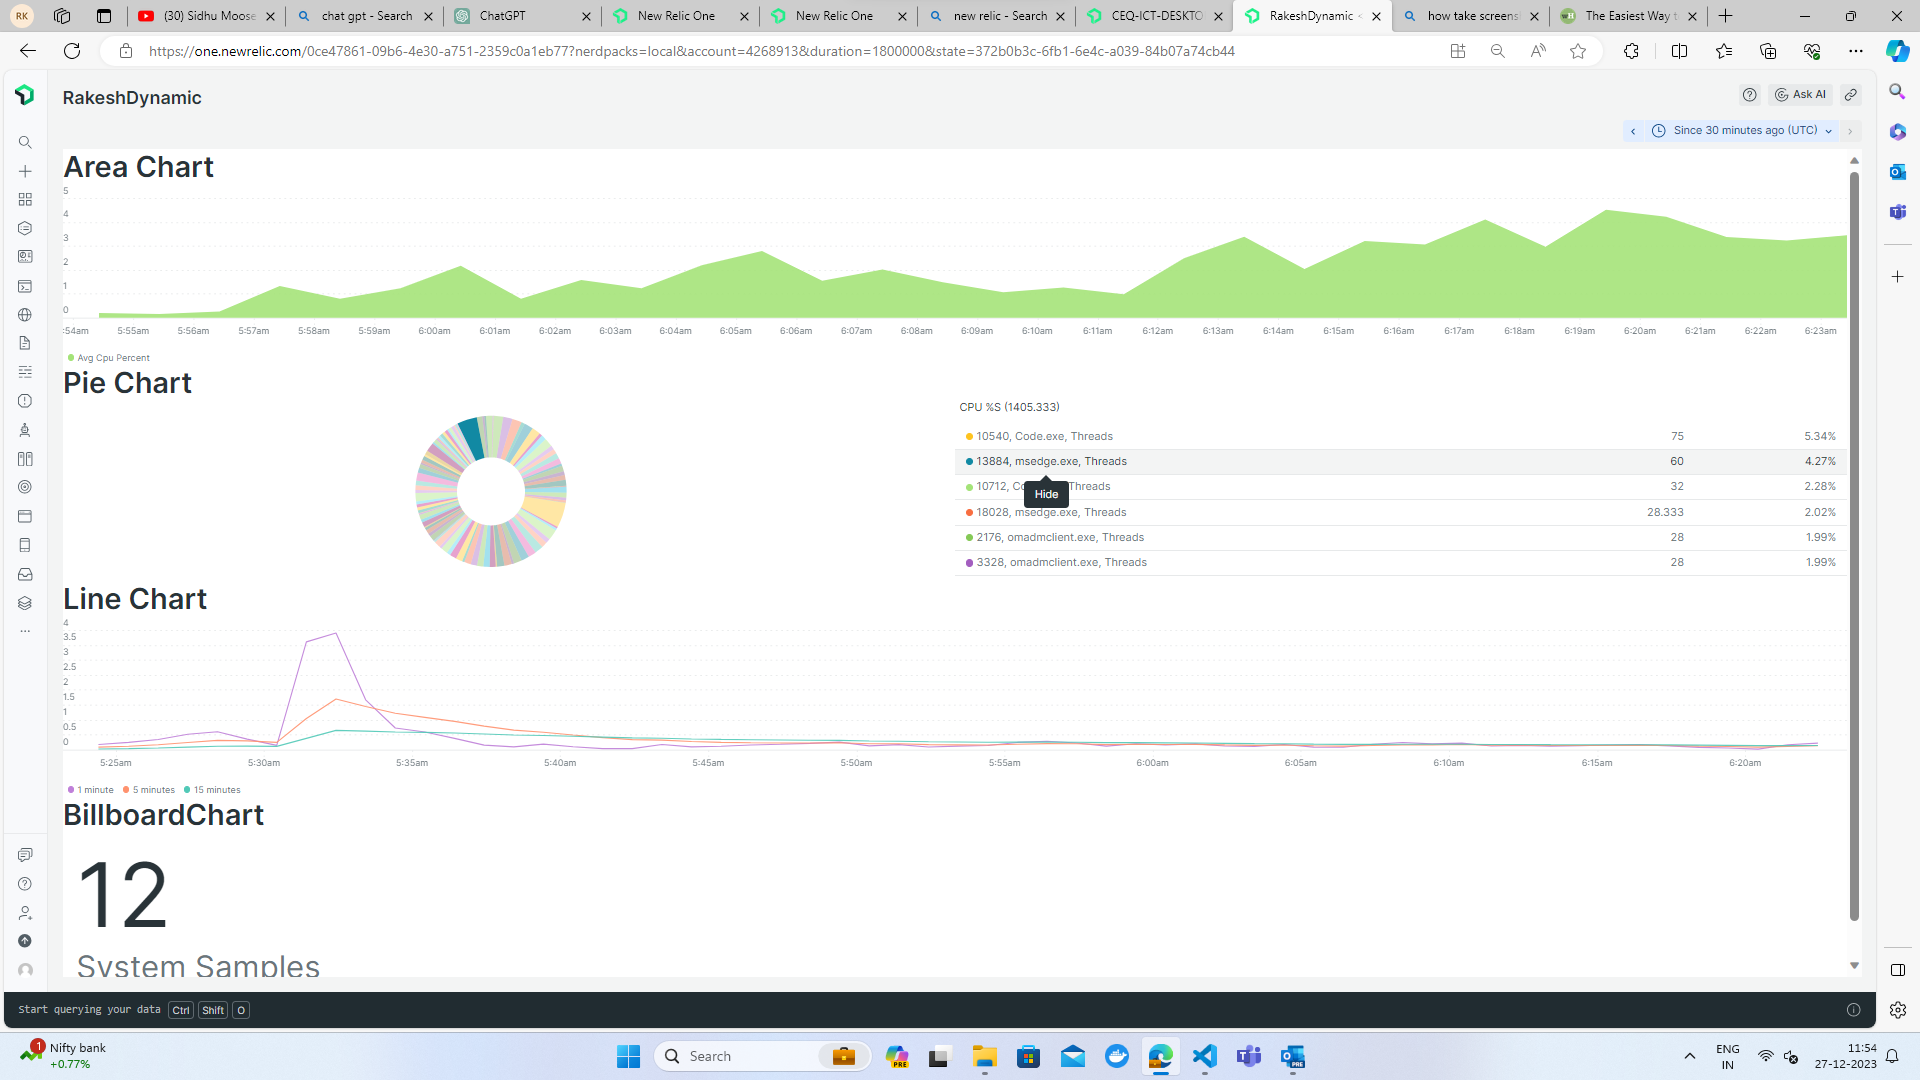 RK
(30) Sidhu Moose
chat gpt - Search
ChatGPT
New Relic One
New Relic One
new relic - Search
CEQ-ICT-DESKTO
RakeshDynamic <
how take screens
The Easiest Way t
https://one.newrelic.com/0ce47861-09b6-4e30-a751-2359c0a1eb77?nerdpacks=local&account=4268913&duration=1800000&state=372b0b3c-6fb1-6e4c-a039-84b07a74cb44
RakeshDynamic
Ask AI
Since 30 minutes ago (UTC)
Area Chart
5
4
3
2
1
0
:54am 5:55am 5:56am 5:57am 5:58am 5:59am 6:00am 6:01am 6:02am 6:03am 6:04am 6:05am 6:06am 6:07am 6:08am 6:09am 6:10am 6:11am 6:12am 6:13am 6:14am 6:15am 6:16am 6:17am 6:18am 6:19am 6:20am 6:21am 6:22am 6:23am
Avg Cpu Percent
Pie Chart
CPU %S (1405.333)
10540, Code.exe, Threads 75 5.34%
13884, msedge.exe, Threads 60 4.27%
10712, Co Threads 32 2.28%
Hide
18028, msedge.exe, Threads 28.333 2.02%
2176, omadmclient.exe, Threads 28 1.99%
3328, omadmclient.exe, Threads 28 1.99%
Line Chart
4
3.5
3
2.5
2
1.5
1
0.5
0
5:25am 5:30am 5:35am 5:40am 5:45am 5:50am 5:55am 6:00am 6:05am 6:10am 6:15am 6:20am
1 minute 5 minutes 15 minutes
BillboardChart
12
System Samples
Start querying your data Ctrl Shift O
1
Nifty bank
+0.77%
Search
PRE
PRE
ENG
IN
11:54
27-12-2023